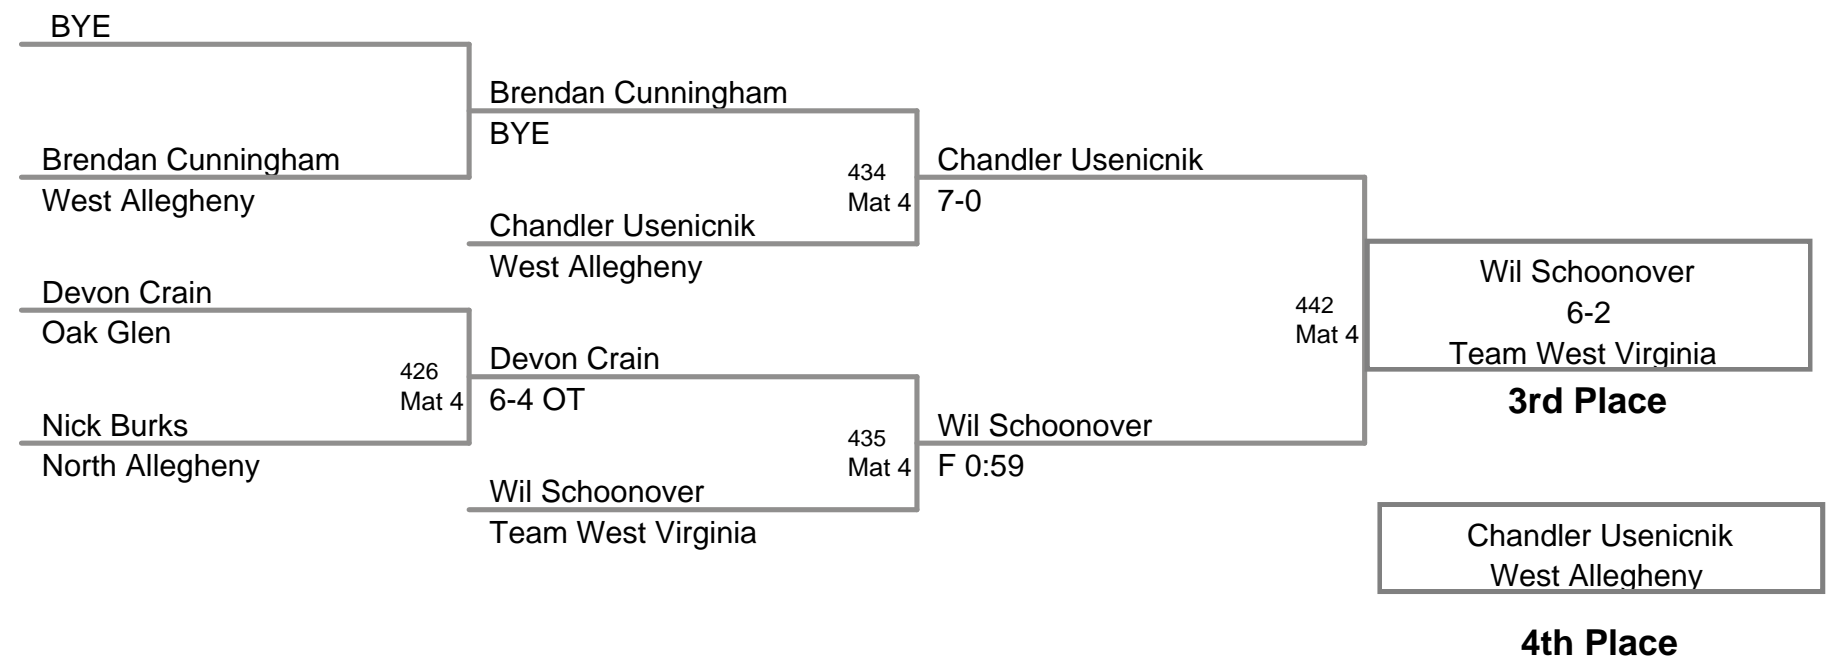 BYE
Brendan Cunningham
West Allegheny
Devon Crain
Oak Glen
426
Mat 4
Nick Burks
North Allegheny
Brendan Cunningham
BYE
434
Mat 4
Chandler Usenicnik
West Allegheny
Devon Crain
6-4 OT
435
Mat 4
Wil Schoonover
Team West Virginia
Chandler Usenicnik
7-0
442
Mat 4
Wil Schoonover
F 0:59
Wil Schoonover
6-2
Team West Virginia
3rd Place
Chandler Usenicnik
West Allegheny
4th Place